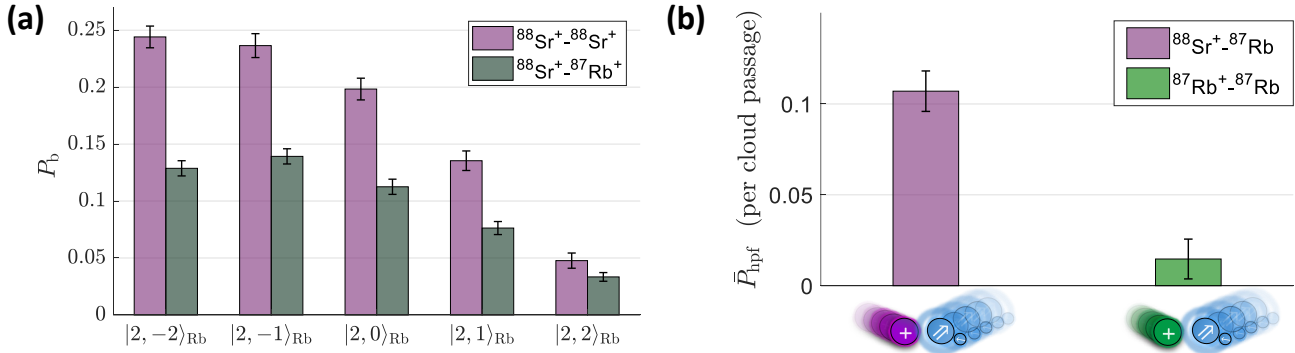 (a)
P_b
0.25
0.2
0.15
0.1
0.05
0
⁸⁸Sr⁺-⁸⁸Sr⁺
⁸⁸Sr⁺-⁸⁷Rb⁺
|2, −2⟩_Rb |2, −1⟩_Rb |2, 0⟩_Rb |2, 1⟩_Rb |2, 2⟩_Rb
(b)
P̄_hpf (per cloud passage)
0.1
0.05
0
⁸⁸Sr⁺-⁸⁷Rb
⁸⁷Rb⁺-⁸⁷Rb
+ +